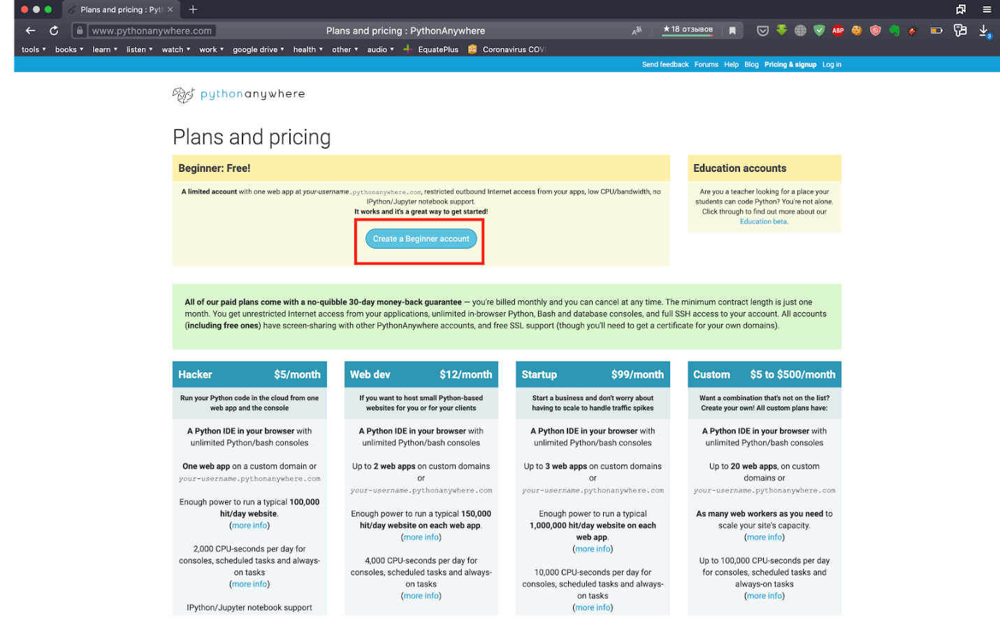 Plans and pricing : Pyth
www.pythonanywhere.com
Plans and pricing : PythonAnywhere
★18 отзывов
ABP
3
tools
books
learn
listen
watch
work
google drive
health
other
audio
EquatePlus
Coronavirus COVI
Send feedback Forums Help Blog Pricing & signup Log in
pythonanywhere
Plans and pricing
Beginner: Free!
A limited account with one web app at your-username.pythonanywhere.com, restricted outbound Internet access from your apps, low CPU/bandwidth, no
IPython/Jupyter notebook support.
It works and it's a great way to get started!
Create a Beginner account
Education accounts
Are you a teacher looking for a place your
students can code Python? You're not alone.
Click through to find out more about our
Education beta.
All of our paid plans come with a no-quibble 30-day money-back guarantee — you're billed monthly and you can cancel at any time. The minimum contract length is just one
month. You get unrestricted Internet access from your applications, unlimited in-browser Python, Bash and database consoles, and full SSH access to your account. All accounts
(including free ones) have screen-sharing with other PythonAnywhere accounts, and free SSL support (though you'll need to get a certificate for your own domains).
Hacker $5/month
Run your Python code in the cloud from one
web app and the console
A Python IDE in your browser with
unlimited Python/bash consoles
One web app on a custom domain or
your-username.pythonanywhere.com
Enough power to run a typical 100,000
hit/day website.
(more info)
2,000 CPU-seconds per day for
consoles, scheduled tasks and always-
on tasks
(more info)
IPython/Jupyter notebook support
Web dev $12/month
If you want to host small Python-based
websites for you or for your clients
A Python IDE in your browser with
unlimited Python/bash consoles
Up to 2 web apps on custom domains
or
your-username.pythonanywhere.com
Enough power to run a typical 150,000
hit/day website on each web app.
(more info)
4,000 CPU-seconds per day for
consoles, scheduled tasks and always-
on tasks
(more info)
Startup $99/month
Start a business and don't worry about
having to scale to handle traffic spikes
A Python IDE in your browser with
unlimited Python/bash consoles
Up to 3 web apps on custom domains
or
your-username.pythonanywhere.com
Enough power to run a typical
1,000,000 hit/day website on each
web app.
(more info)
10,000 CPU-seconds per day for
consoles, scheduled tasks and always-
on tasks
(more info)
Custom $5 to $500/month
Want a combination that's not on the list?
Create your own! All custom plans have:
A Python IDE in your browser with
unlimited Python/bash consoles
Up to 20 web apps, on custom
domains or
your-username.pythonanywhere.com
As many web workers as you need to
scale your site's capacity.
(more info)
Up to 100,000 CPU-seconds per day
for consoles, scheduled tasks and
always-on tasks
(more info)